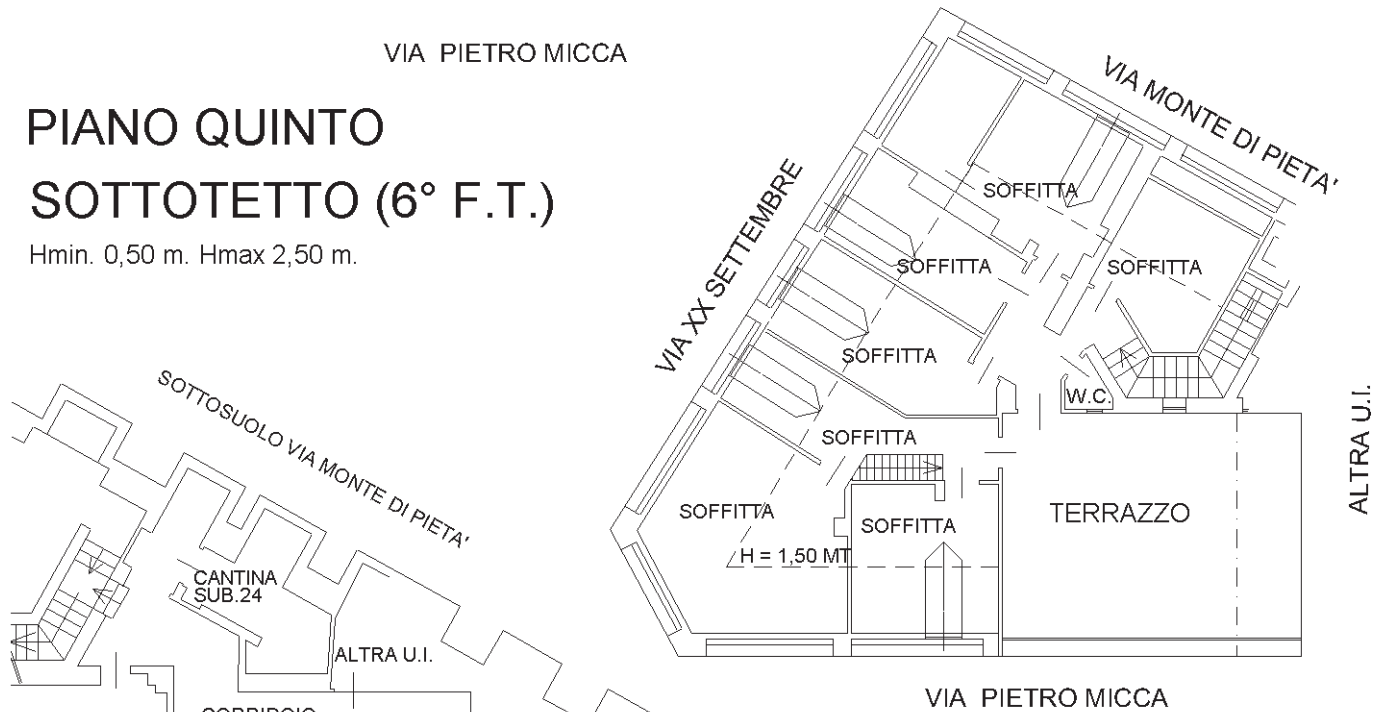 VIA PIETRO MICCA
PIANO QUINTO
SOTTOTETTO (6° F.T.)
Hmin. 0,50 m. Hmax 2,50 m.
VIA MONTE DI PIETA'
VIA XX SETTEMBRE
SOFFITTA
SOFFITTA
SOFFITTA
SOFFITTA
W.C.
SOFFITTA
SOFFITTA
SOFFITTA
H = 1,50 MT
TERRAZZO
ALTRA U.I.
VIA PIETRO MICCA
SOTTOSUOLO VIA MONTE DI PIETA'
CANTINA
SUB.24
ALTRA U.I.
CORRIDOIO